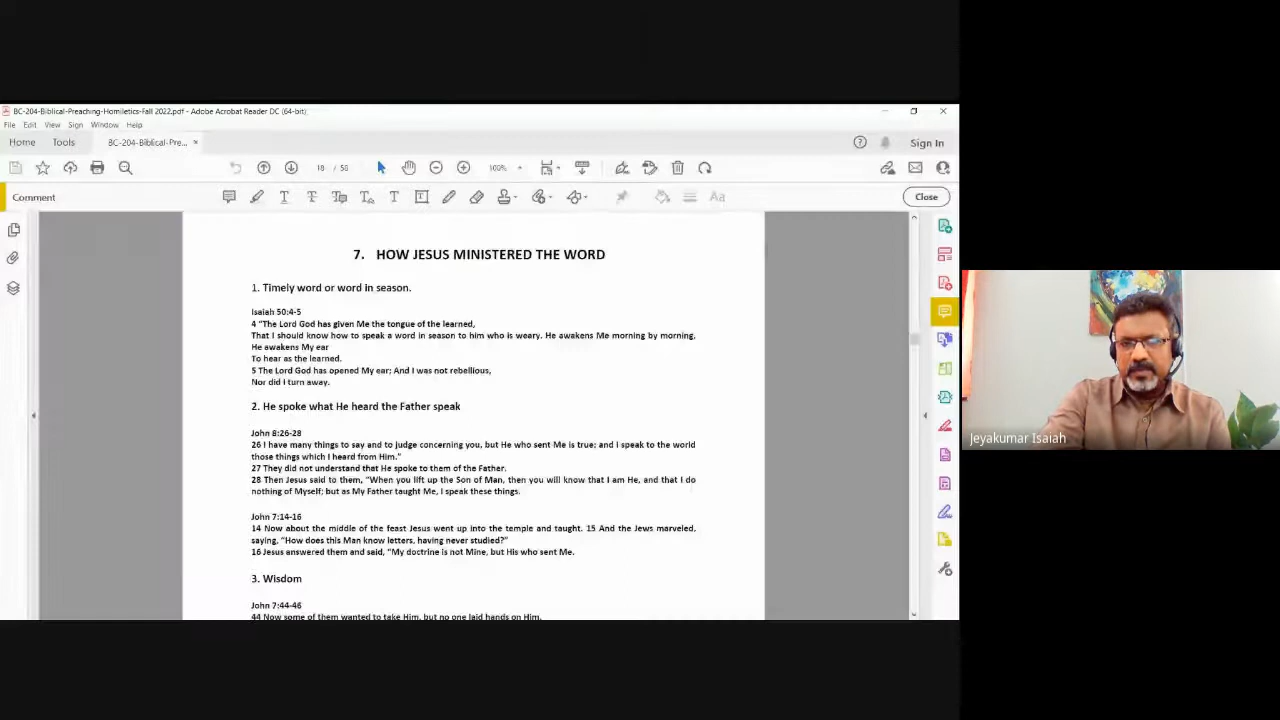 BC-204-Biblical-Preaching-Homiletics-Fall 2022.pdf - Adobe Acrobat Reader DC (64-bit)
File Edit View Sign Window Help
Home Tools BC-204-Biblical-Pre... × Sign In
18 / 58 100%
Comment Close
7. HOW JESUS MINISTERED THE WORD
1. Timely word or word in season.
Isaiah 50:4-5
4 “The Lord God has given Me the tongue of the learned,
That I should know how to speak a word in season to him who is weary. He awakens Me morning by morning,
He awakens My ear
To hear as the learned.
5 The Lord God has opened My ear; And I was not rebellious,
Nor did I turn away.
2. He spoke what He heard the Father speak
John 8:26-28
26 I have many things to say and to judge concerning you, but He who sent Me is true; and I speak to the world
those things which I heard from Him.”
27 They did not understand that He spoke to them of the Father.
28 Then Jesus said to them, “When you lift up the Son of Man, then you will know that I am He, and that I do
nothing of Myself; but as My Father taught Me, I speak these things.
John 7:14-16
14 Now about the middle of the feast Jesus went up into the temple and taught. 15 And the Jews marveled,
saying, “How does this Man know letters, having never studied?”
16 Jesus answered them and said, “My doctrine is not Mine, but His who sent Me.
3. Wisdom
John 7:44-46
44 Now some of them wanted to take Him, but no one laid hands on Him.
Jeyakumar Isaiah